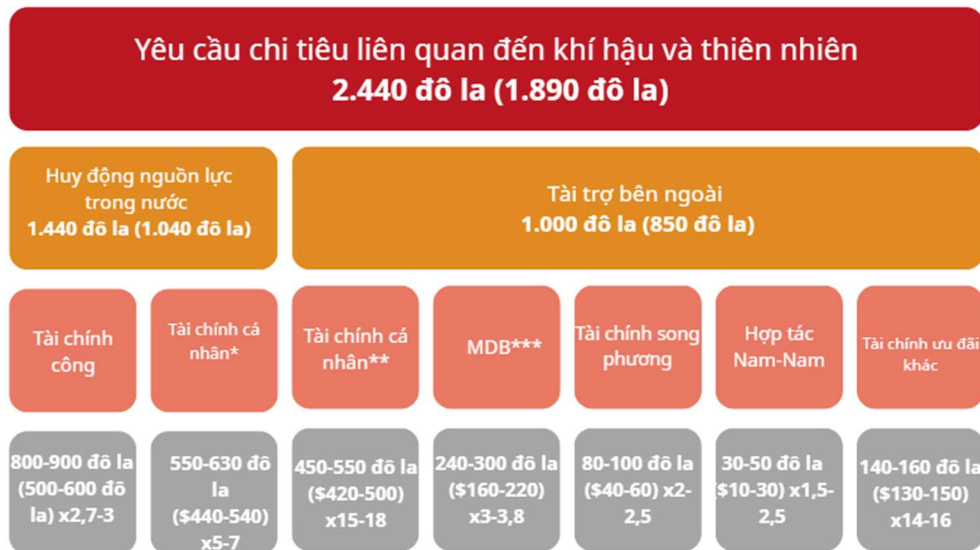 Yêu cầu chi tiêu liên quan đến khí hậu và thiên nhiên
2.440 đô la (1.890 đô la)
Huy động nguồn lực
trong nước
1.440 đô la (1.040 đô la)
Tài trợ bên ngoài
1.000 đô la (850 đô la)
Tài chính
công
Tài chính cá
nhân*
Tài chính cá
nhân**
MDB***
Tài chính song
phương
Hợp tác
Nam-Nam
Tài chính ưu đãi
khác
800-900 đô la
(500-600 đô
la) x2,7-3
550-630 đô
la
($440-540)
x5-7
450-550 đô la
($420-500)
x15-18
240-300 đô la
($160-220)
x3-3,8
80-100 đô la
($40-60) x2-
2,5
30-50 đô la
($10-30) x1,5-
2,5
140-160 đô la
($130-150)
x14-16